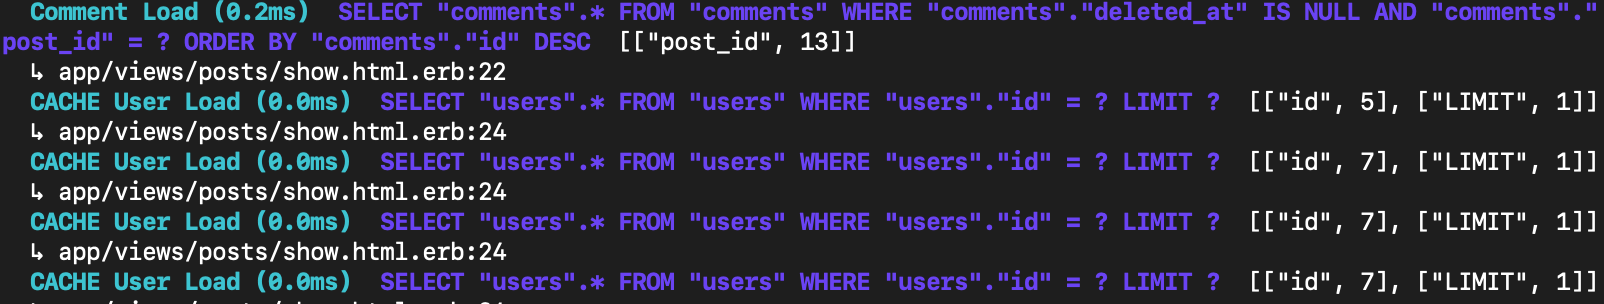 Comment Load (0.2ms)  SELECT "comments".* FROM "comments" WHERE "comments"."deleted_at" IS NULL AND "comments"."
post_id" = ? ORDER BY "comments"."id" DESC  [["post_id", 13]]
↳ app/views/posts/show.html.erb:22
CACHE User Load (0.0ms)  SELECT "users".* FROM "users" WHERE "users"."id" = ? LIMIT ?  [["id", 5], ["LIMIT", 1]]
↳ app/views/posts/show.html.erb:24
CACHE User Load (0.0ms)  SELECT "users".* FROM "users" WHERE "users"."id" = ? LIMIT ?  [["id", 7], ["LIMIT", 1]]
↳ app/views/posts/show.html.erb:24
CACHE User Load (0.0ms)  SELECT "users".* FROM "users" WHERE "users"."id" = ? LIMIT ?  [["id", 7], ["LIMIT", 1]]
↳ app/views/posts/show.html.erb:24
CACHE User Load (0.0ms)  SELECT "users".* FROM "users" WHERE "users"."id" = ? LIMIT ?  [["id", 7], ["LIMIT", 1]]